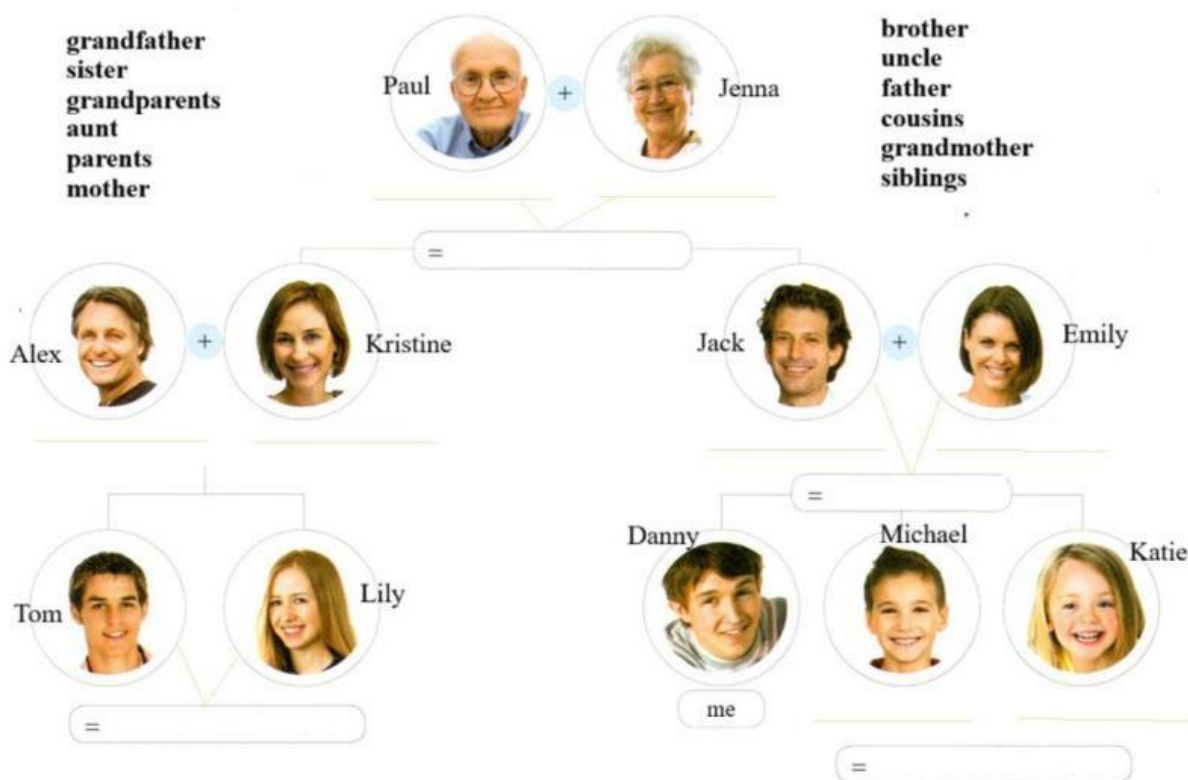 grandfather
sister
grandparents
aunt
parents
mother
brother
uncle
father
cousins
grandmother
siblings
Paul
+
Jenna
=
Alex
+
Kristine
Jack
+
Emily
=
Tom
Lily
Danny
Michael
Katie
me
=
=